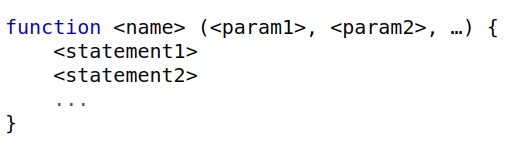 function <name> (<param1>, <param2>, …) {
    <statement1>
    <statement2>
    ...
}